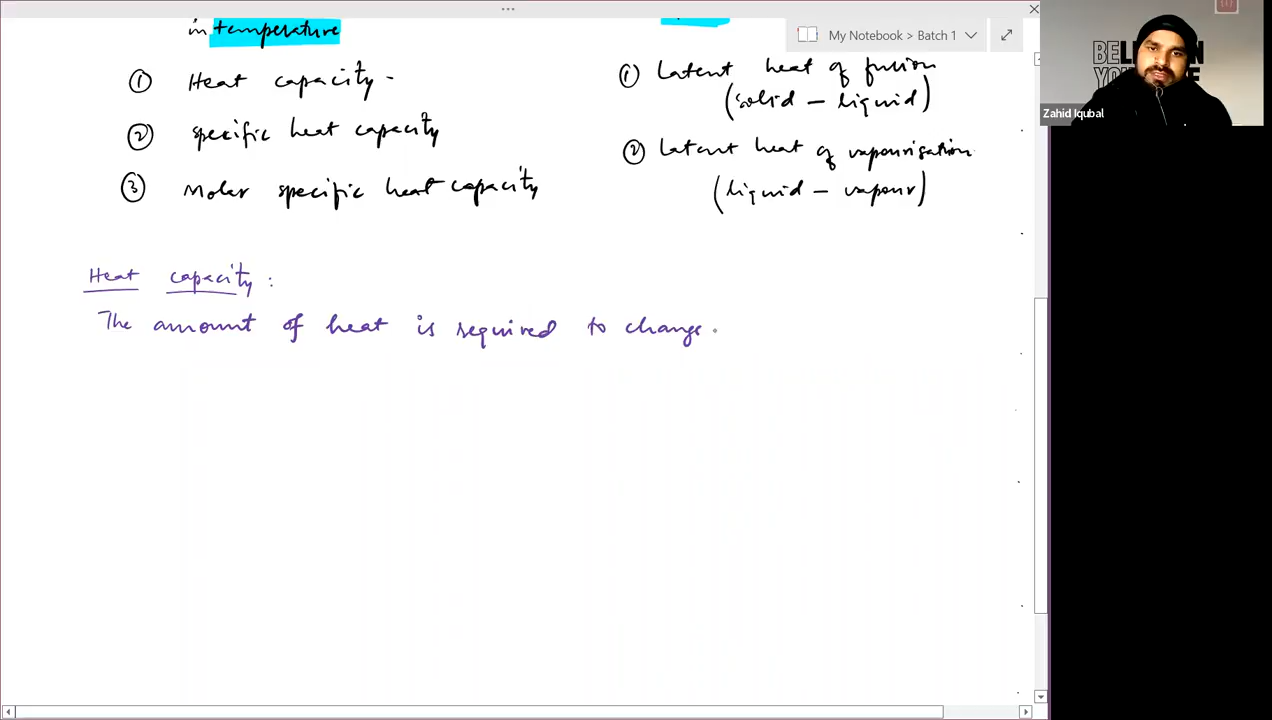 in temperature
My Notebook > Batch 1
① Heat capacity -
② specific heat capacity
③ Molar specific heat capacity
① Latent heat of fusion
(solid – liquid)
② Latent heat of vapourisation
(liquid – vapour)
Heat capacity :
The amount of heat is required to change
Zahid Iqubal